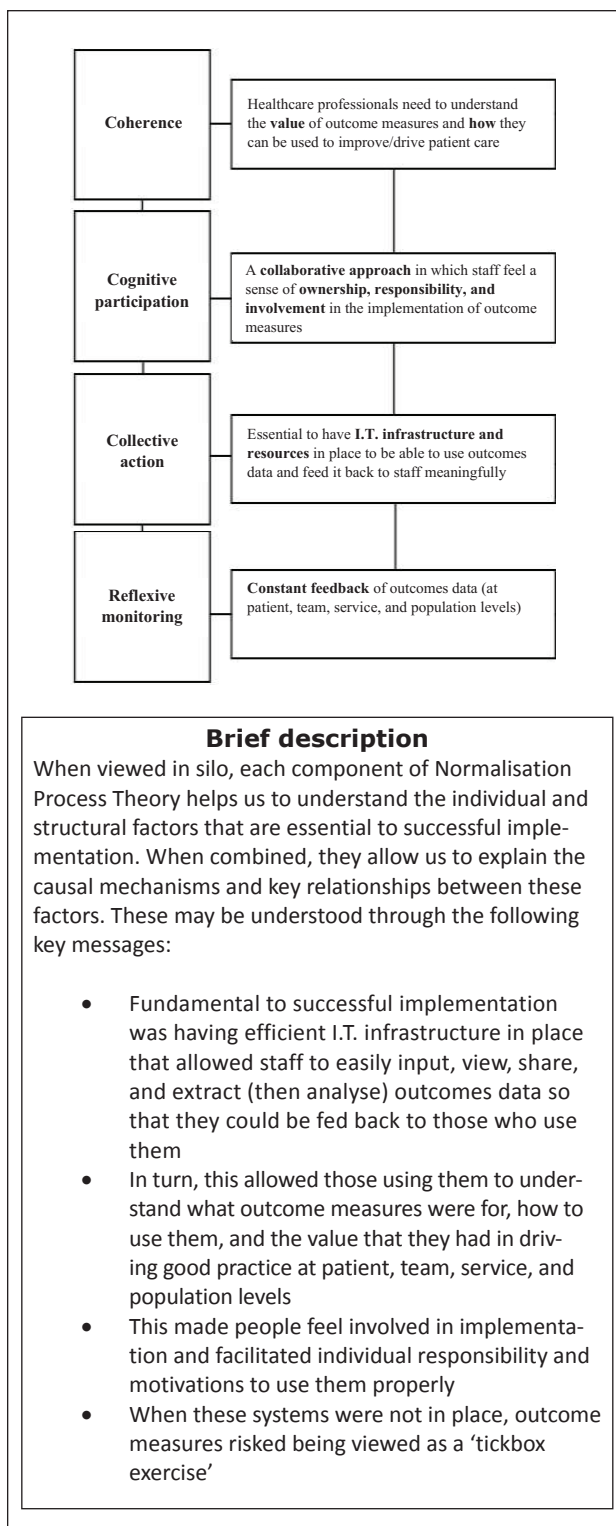 Coherence
Healthcare professionals need to understand
the value of outcome measures and how they
can be used to improve/drive patient care
Cognitive
participation
A collaborative approach in which staff feel a
sense of ownership, responsibility, and
involvement in the implementation of outcome
measures
Collective
action
Essential to have I.T. infrastructure and
resources in place to be able to use outcomes
data and feed it back to staff meaningfully
Reflexive
monitoring
Constant feedback of outcomes data (at
patient, team, service, and population levels)
Brief description
When viewed in silo, each component of Normalisation
Process Theory helps us to understand the individual and
structural factors that are essential to successful imple-
mentation. When combined, they allow us to explain the
causal mechanisms and key relationships between these
factors. These may be understood through the following
key messages:
• Fundamental to successful implementation
was having efficient I.T. infrastructure in place
that allowed staff to easily input, view, share,
and extract (then analyse) outcomes data so
that they could be fed back to those who use
them
• In turn, this allowed those using them to under-
stand what outcome measures were for, how to
use them, and the value that they had in driv-
ing good practice at patient, team, service, and
population levels
• This made people feel involved in implementa-
tion and facilitated individual responsibility and
motivations to use them properly
• When these systems were not in place, outcome
measures risked being viewed as a ‘tickbox
exercise’